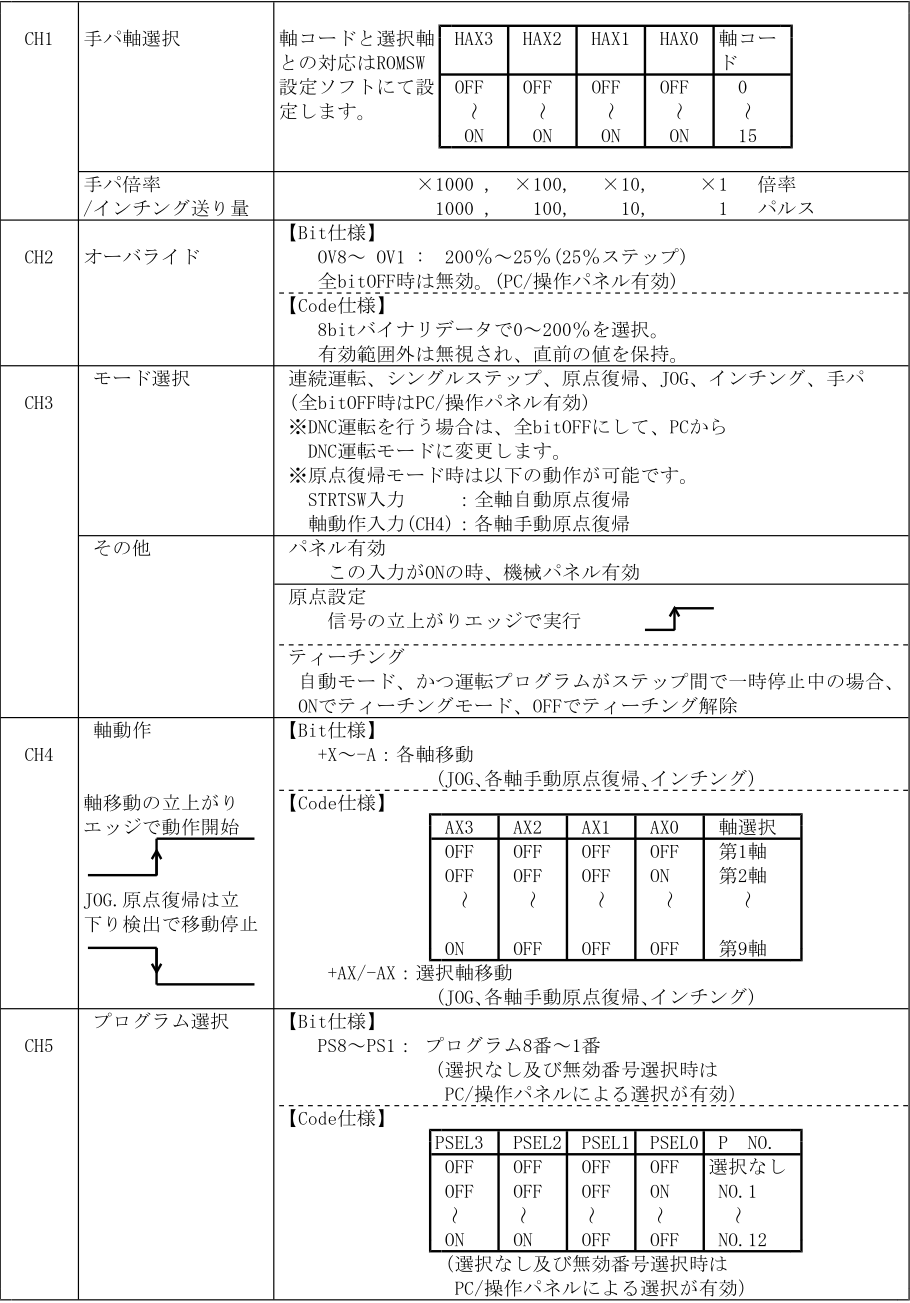 CH1 手パ軸選択 軸コードと選択軸 HAX3 HAX2 HAX1 HAX0 軸コー
との対応はROMSW ド
設定ソフトにて設 OFF OFF OFF OFF 0
定します。 ~ ~ ~ ~ ~
ON ON ON ON 15
手パ倍率 ×1000 , ×100, ×10, ×1 倍率
/インチング送り量 1000 , 100, 10, 1 パルス
【Bit仕様】
CH2 オーバライド OV8～ OV1 : 200%～25%(25%ステップ)
全bitOFF時は無効。(PC/操作パネル有効)
【Code仕様】
8bitバイナリデータで0～200%を選択。
有効範囲外は無視され、直前の値を保持。
モード選択 連続運転、シングルステップ、原点復帰、JOG、インチング、手パ
CH3 (全bitOFF時はPC/操作パネル有効)
※DNC運転を行う場合は、全bitOFFにして、PCから
DNC運転モードに変更します。
※原点復帰モード時は以下の動作が可能です。
STRTSW入力 :全軸自動原点復帰
軸動作入力(CH4):各軸手動原点復帰
その他 パネル有効
この入力がONの時、機械パネル有効
原点設定
信号の立上がりエッジで実行
ティーチング
自動モード、かつ運転プログラムがステップ間で一時停止中の場合、
ONでティーチングモード、OFFでティーチング解除
軸動作 【Bit仕様】
CH4 +X～-A:各軸移動
(JOG、各軸手動原点復帰、インチング)
軸移動の立上がり 【Code仕様】
エッジで動作開始 AX3 AX2 AX1 AX0 軸選択
OFF OFF OFF OFF 第1軸
OFF OFF OFF ON 第2軸
JOG.原点復帰は立 ~ ~ ~ ~ ~
下り検出で移動停止
ON OFF OFF OFF 第9軸
+AX/-AX:選択軸移動
(JOG、各軸手動原点復帰、インチング)
プログラム選択 【Bit仕様】
CH5 PS8～PS1: プログラム8番～1番
(選択なし及び無効番号選択時は
PC/操作パネルによる選択が有効)
【Code仕様】
PSEL3 PSEL2 PSEL1 PSEL0 P NO.
OFF OFF OFF OFF 選択なし
OFF OFF OFF ON NO.1
~ ~ ~ ~ ~
ON ON OFF OFF NO.12
(選択なし及び無効番号選択時は
PC/操作パネルによる選択が有効)